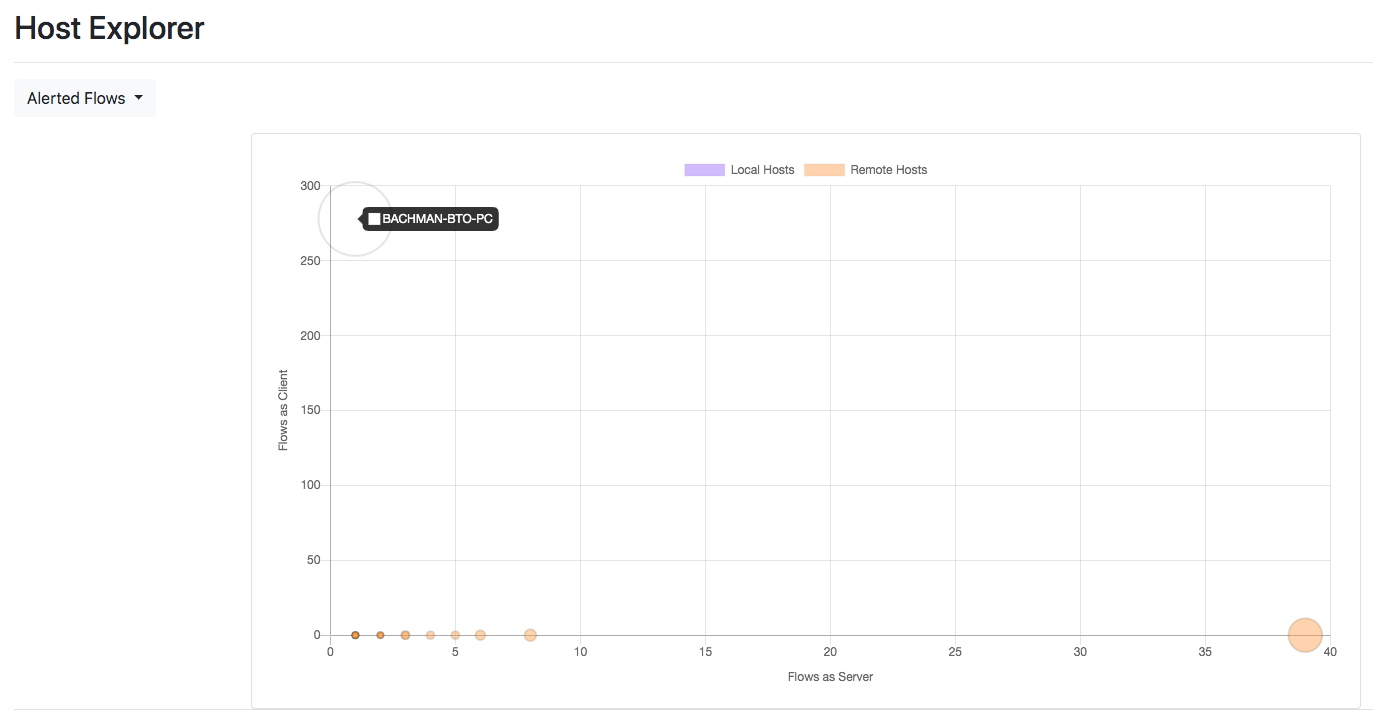 Host Explorer
Alerted Flows
Local Hosts Remote Hosts
300
BACHMAN-BTO-PC
250
200
150
100
50
0
Flows as Client
0 5 10 15 20 25 30 35 40
Flows as Server